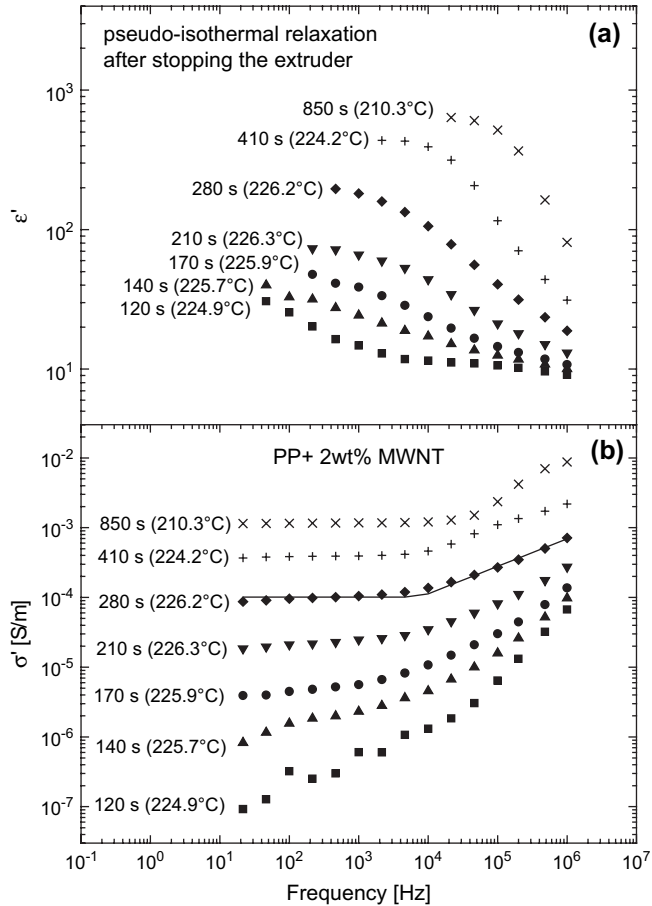 pseudo-isothermal relaxation
after stopping the extruder
(a)
10³
10²
10¹
ε'
850 s (210.3°C)
410 s (224.2°C)
280 s (226.2°C)
210 s (226.3°C)
170 s (225.9°C)
140 s (225.7°C)
120 s (224.9°C)
PP+ 2wt% MWNT
(b)
10⁻²
10⁻³
10⁻⁴
10⁻⁵
10⁻⁶
10⁻⁷
σ' [S/m]
850 s (210.3°C)
410 s (224.2°C)
280 s (226.2°C)
210 s (226.3°C)
170 s (225.9°C)
140 s (225.7°C)
120 s (224.9°C)
10⁻¹ 10⁰ 10¹ 10² 10³ 10⁴ 10⁵ 10⁶ 10⁷
Frequency [Hz]